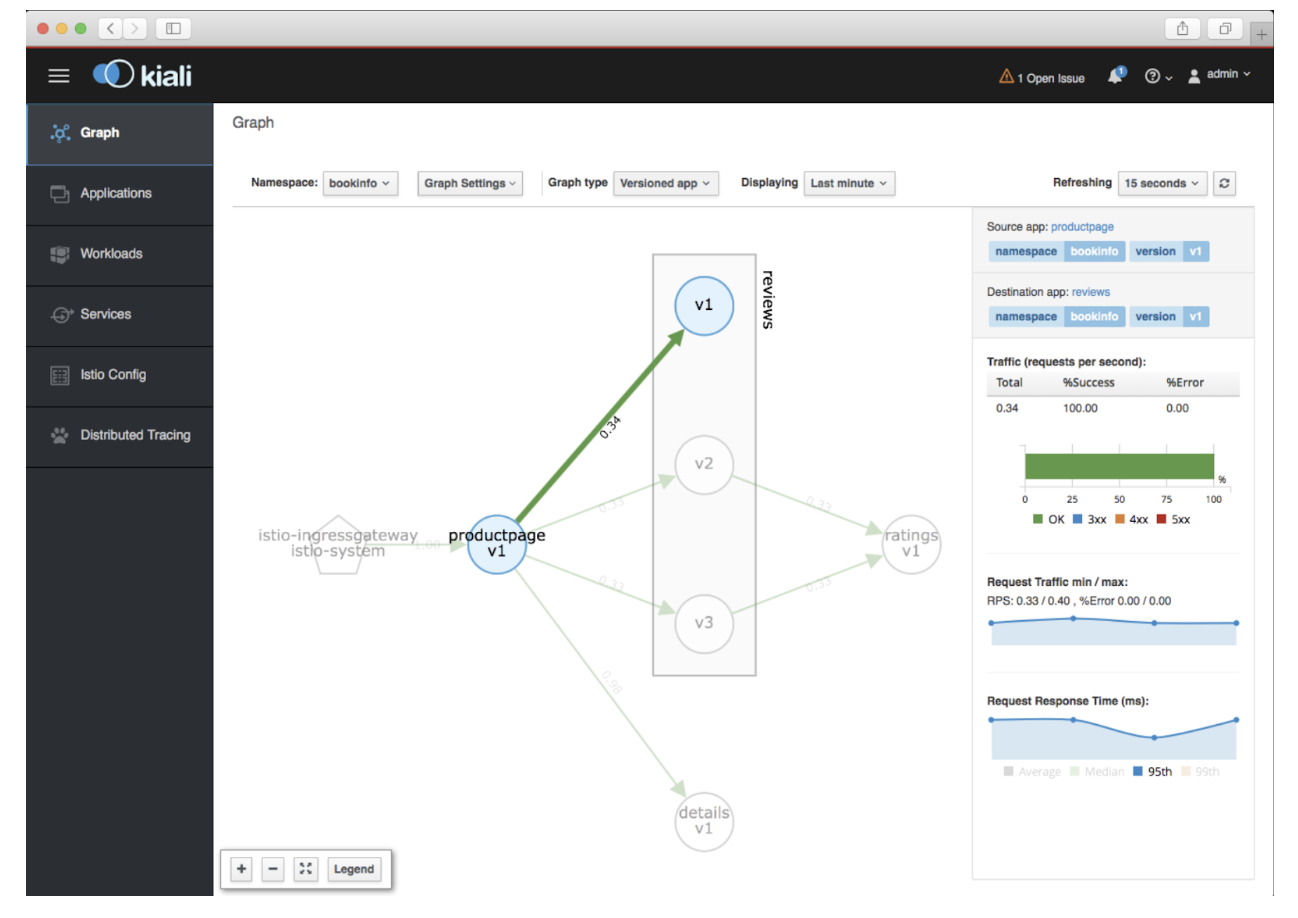 kiali
1 Open Issue
1
admin
Graph
Applications
Workloads
Services
Istio Config
Distributed Tracing
Graph
Namespace: bookinfo Graph Settings Graph type Versioned app Displaying Last minute Refreshing 15 seconds
reviews
v1
0.34
v2
0.33
0.33
istio-ingressgateway
istio-system
1.00
productpage
v1
ratings
v1
0.33
0.33
v3
0.98
details
v1
+ − Legend
Source app: productpage
namespace bookinfo version v1
Destination app: reviews
namespace bookinfo version v1
Traffic (requests per second):
Total %Success %Error
0.34 100.00 0.00
%
0 25 50 75 100
OK 3xx 4xx 5xx
Request Traffic min / max:
RPS: 0.33 / 0.40 , %Error 0.00 / 0.00
Request Response Time (ms):
Average Median 95th 99th